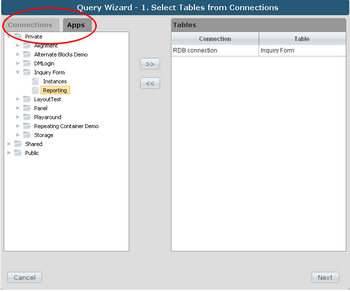 Query Wizard - 1. Select Tables from Connections
Connections Apps
Private
Alignment
Alternate Blocks Demo
DMLogin
Inquiry Form
Instances
Reporting
LayoutTest
Panel
Playaround
Repeating Container Demo
Storage
Shared
Public
>>
<<
Tables
Connection Table
RDB connection Inquiry Form
Cancel Next